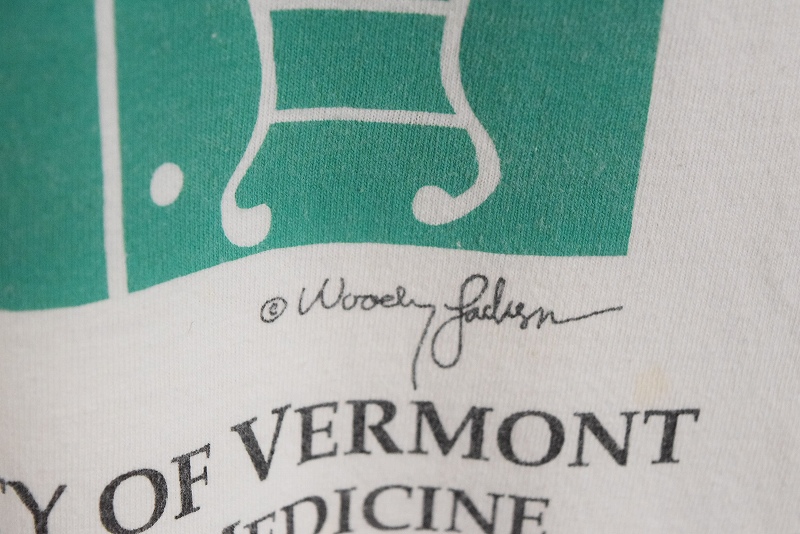 © Woody Jackson
TY OF VERMONT
MEDICINE